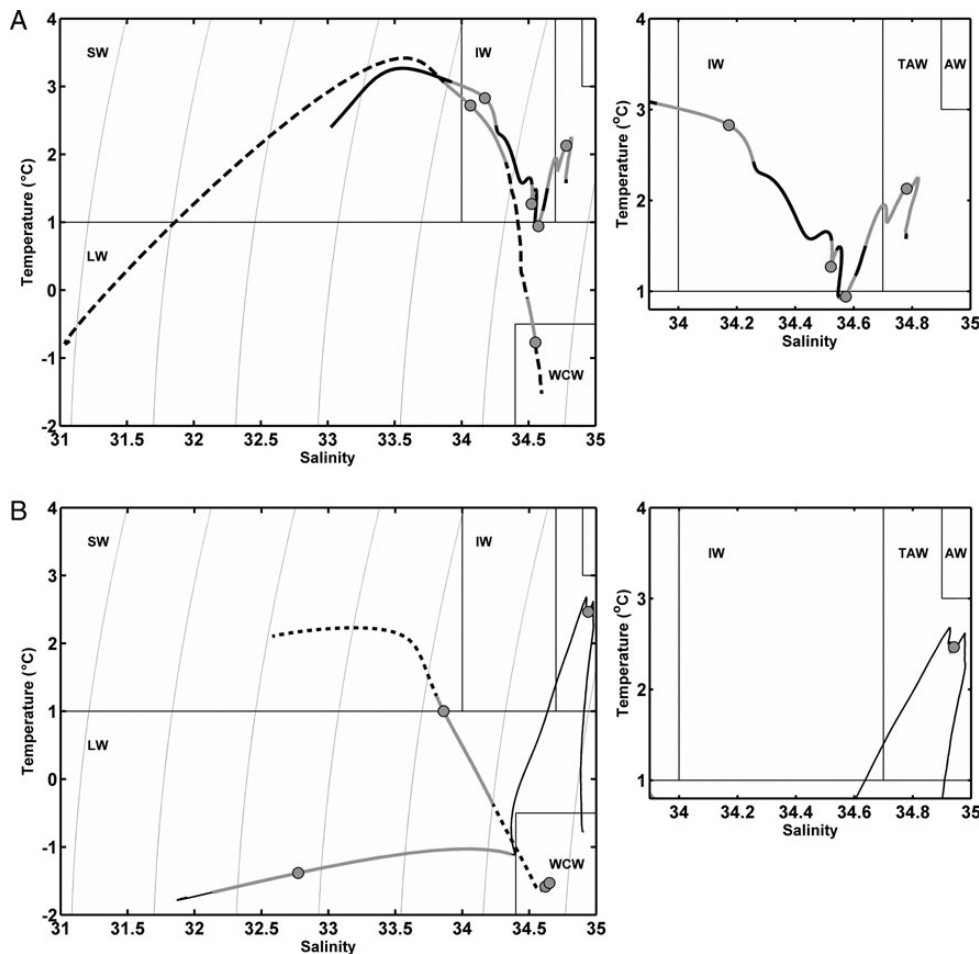 A
4
3
2
1
0
-1
-2
Temperature (°C)
SW
IW
LW
WCW
31 31.5 32 32.5 33 33.5 34 34.5 35
Salinity
4
3
2
1
Temperature (°C)
IW TAW AW
34 34.2 34.4 34.6 34.8 35
Salinity
B
4
3
2
1
0
-1
-2
Temperature (°C)
SW
IW
LW
WCW
31 31.5 32 32.5 33 33.5 34 34.5 35
Salinity
4
3
2
1
Temperature (°C)
IW TAW AW
34 34.2 34.4 34.6 34.8 35
Salinity